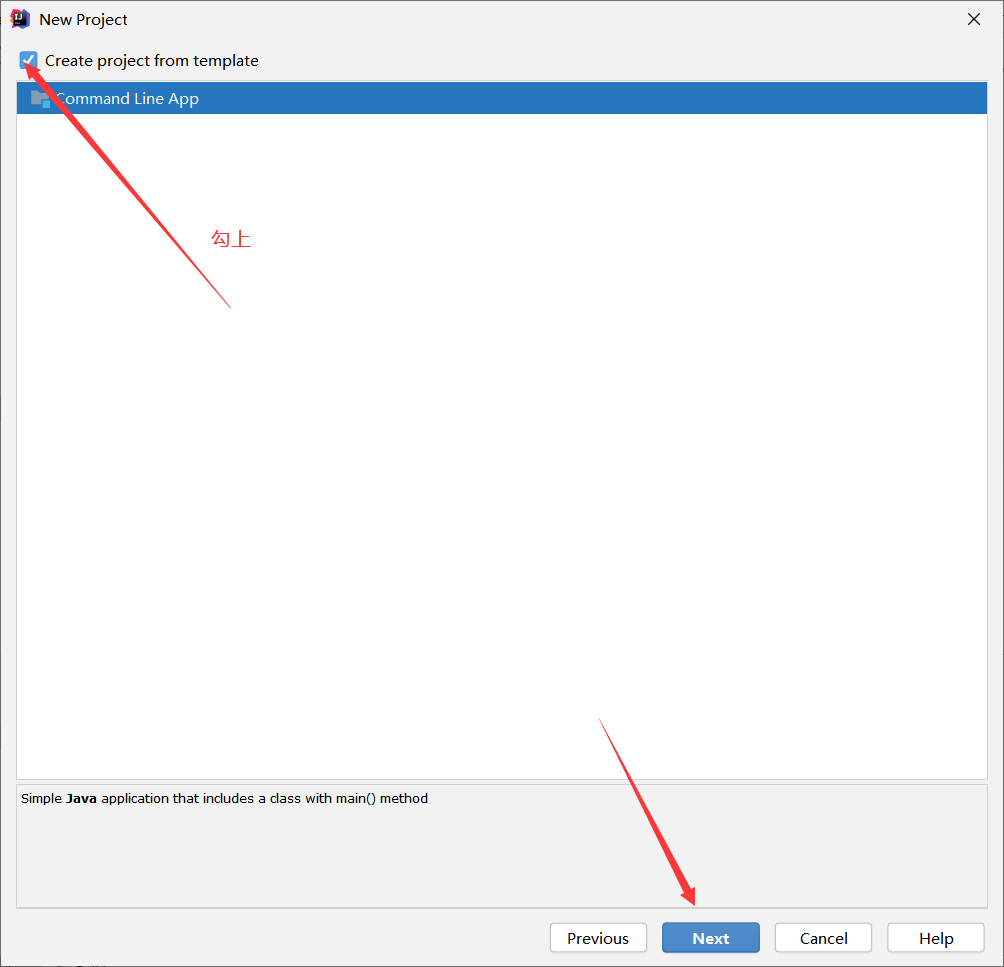 New Project
Create project from template
Command Line App
勾上
Simple Java application that includes a class with main() method
Previous Next Cancel Help